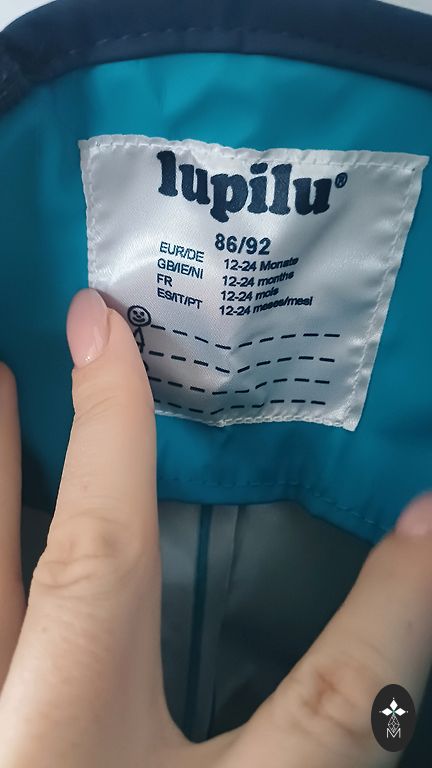 lupilu®
86/92
EUR/DE 12-24 Monate
GB/IE/NI 12-24 months
FR 12-24 mois
ES/IT/PT 12-24 meses/mesi
M